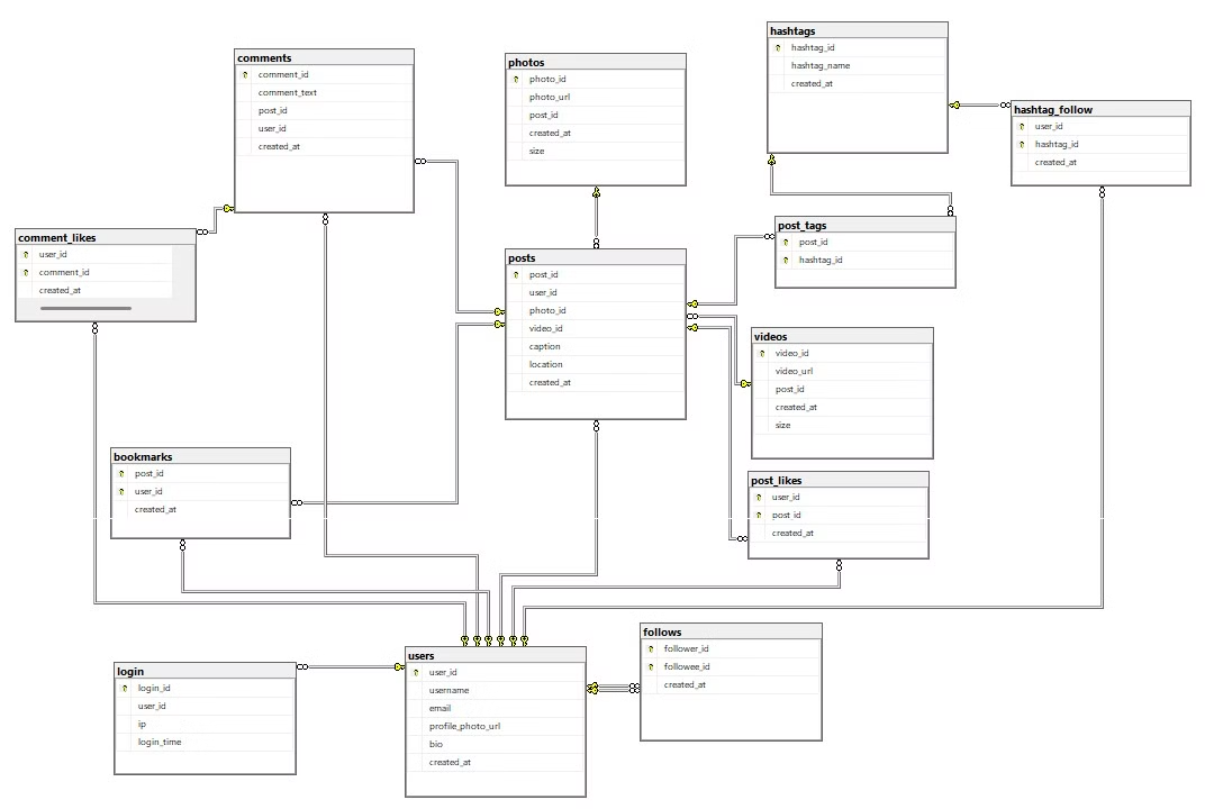 hashtags
hashtag_id
hashtag_name
created_at
comments
comment_id
comment_text
post_id
user_id
created_at
photos
photo_id
photo_url
post_id
created_at
size
hashtag_follow
user_id
hashtag_id
created_at
comment_likes
user_id
comment_id
created_at
posts
post_id
user_id
photo_id
video_id
caption
location
created_at
post_tags
post_id
hashtag_id
videos
video_id
video_url
post_id
created_at
size
bookmarks
post_id
user_id
created_at
post_likes
user_id
post_id
created_at
login
login_id
user_id
ip
login_time
users
user_id
username
email
profile_photo_url
bio
created_at
follows
follower_id
followee_id
created_at